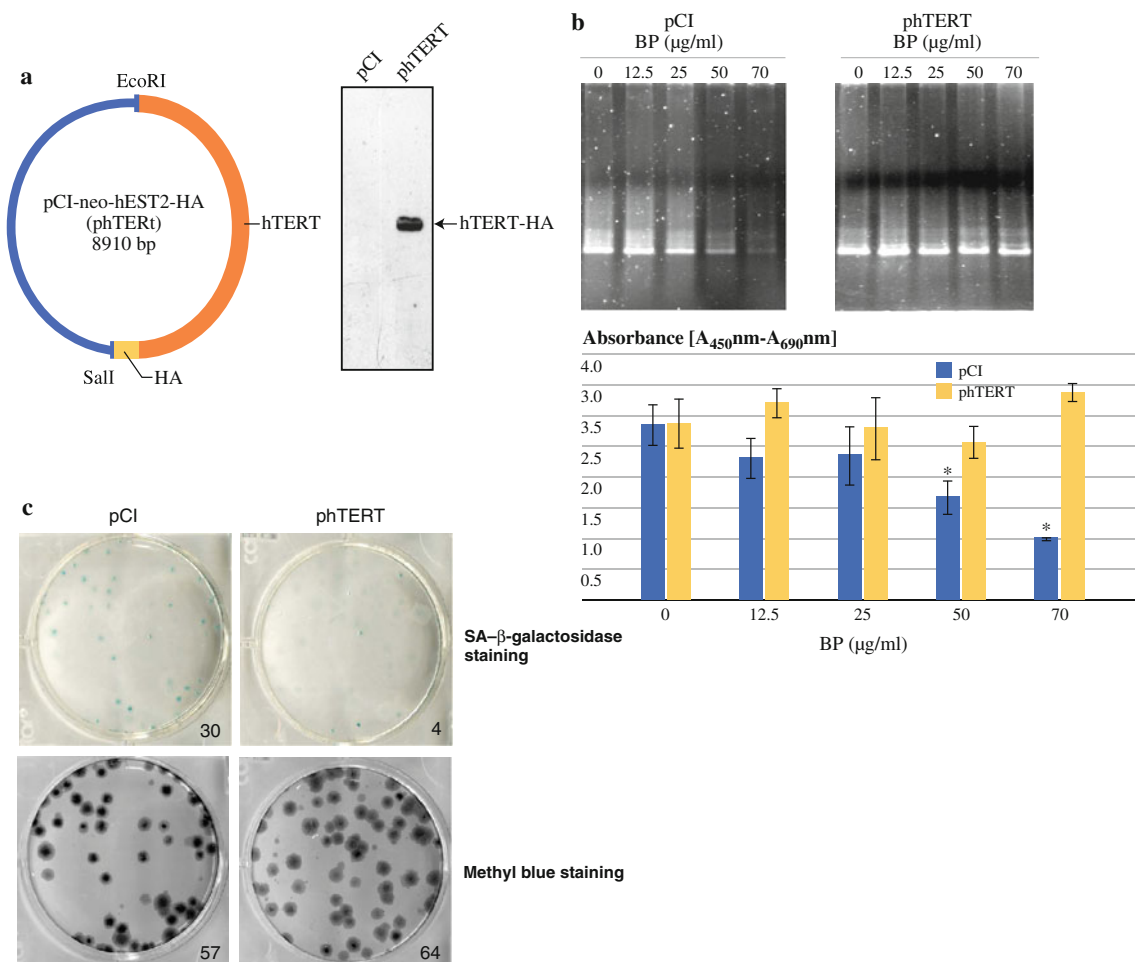 a
EcoRI
pCI-neo-hEST2-HA
(phTERt)
8910 bp
hTERT
SalI
HA
pCI
phTERT
hTERT-HA
b
pCI
BP (µg/ml)
0 12.5 25 50 70
phTERT
BP (µg/ml)
0 12.5 25 50 70
Absorbance [A450nm-A690nm]
4.0
3.0
3.5
2.5
2.0
1.5
1.0
0.5
pCI
phTERT
*
*
0 12.5 25 50 70
BP (µg/ml)
c
pCI
phTERT
30
4
SA–β-galactosidase
staining
57
64
Methyl blue staining